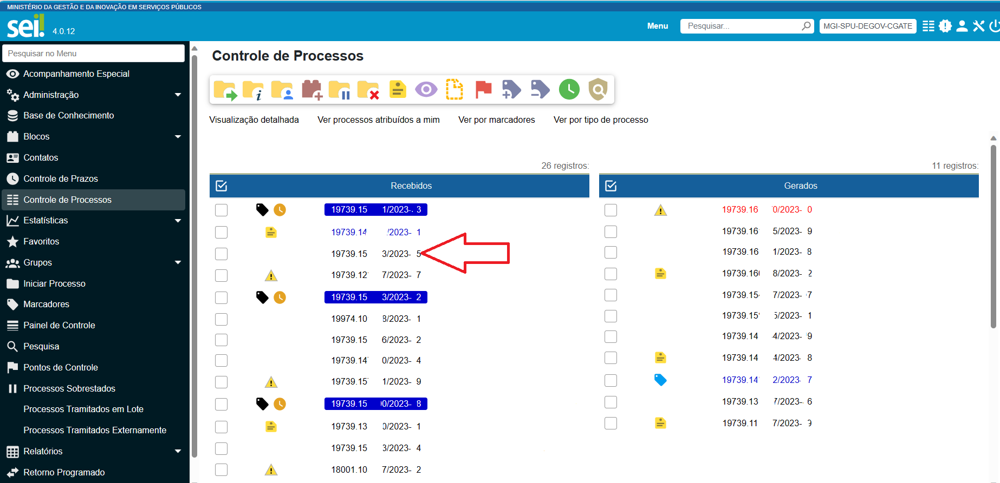 MINISTÉRIO DA GESTÃO E DA INOVAÇÃO EM SERVIÇOS PÚBLICOS
sei! 4.0.12
Menu Pesquisar... MGI-SPU-DEGOV-CGATE
Pesquisar no Menu
Acompanhamento Especial
Administração
Base de Conhecimento
Blocos
Contatos
Controle de Prazos
Controle de Processos
Estatísticas
Favoritos
Grupos
Iniciar Processo
Marcadores
Painel de Controle
Pesquisa
Pontos de Controle
Processos Sobrestados
Processos Tramitados em Lote
Processos Tramitados Externamente
Relatórios
Retorno Programado
Controle de Processos
Visualização detalhada Ver processos atribuídos a mim Ver por marcadores Ver por tipo de processo
26 registros:
Recebidos
19739.15 1/2023- 3
19739.14 /2023- 1
19739.15 3/2023- 5
19739.12 7/2023- 7
19739.15 3/2023- 2
19974.10 8/2023- 1
19739.15 6/2023- 2
19739.14 0/2023- 4
19739.15 1/2023- 9
19739.15 0/2023- 8
19739.13 0/2023- 1
19739.15 3/2023- 4
18001.10 7/2023- 2
11 registros:
Gerados
19739.16 0/2023- 0
19739.16 5/2023- 9
19739.16 1/2023- 8
19739.16 8/2023- 2
19739.15 7/2023- 7
19739.15 5/2023- 1
19739.14 4/2023- 9
19739.14 4/2023- 8
19739.14 2/2023- 7
19739.13 7/2023- 6
19739.11 7/2023- 9